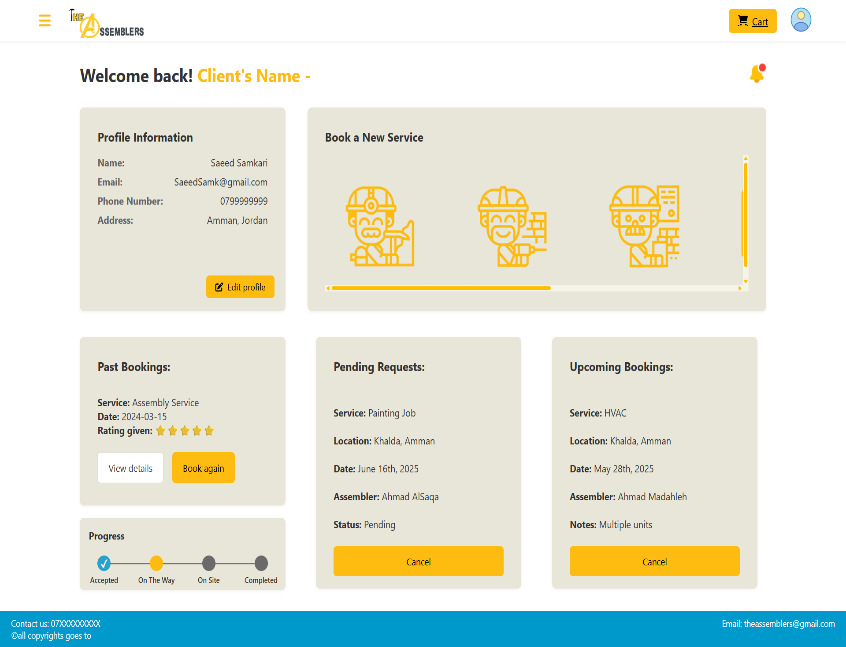 THE ASSEMBLERS
Cart
Welcome back! Client's Name -
Profile Information
Name: Saeed Samkari
Email: SaeedSamk@gmail.com
Phone Number: 0799999999
Address: Amman, Jordan
Edit profile
Book a New Service
Past Bookings:
Service: Assembly Service
Date: 2024-03-15
Rating given:
View details Book again
Progress
Accepted On The Way On Site Completed
Pending Requests:
Service: Painting Job
Location: Khalda, Amman
Date: June 16th, 2025
Assembler: Ahmad AlSaqa
Status: Pending
Cancel
Upcoming Bookings:
Service: HVAC
Location: Khalda, Amman
Date: May 28th, 2025
Assembler: Ahmad Madahleh
Notes: Multiple units
Cancel
Contact us: 07XXXXXXXXX
©all copyrights goes to
Email: theassemblers@gmail.com